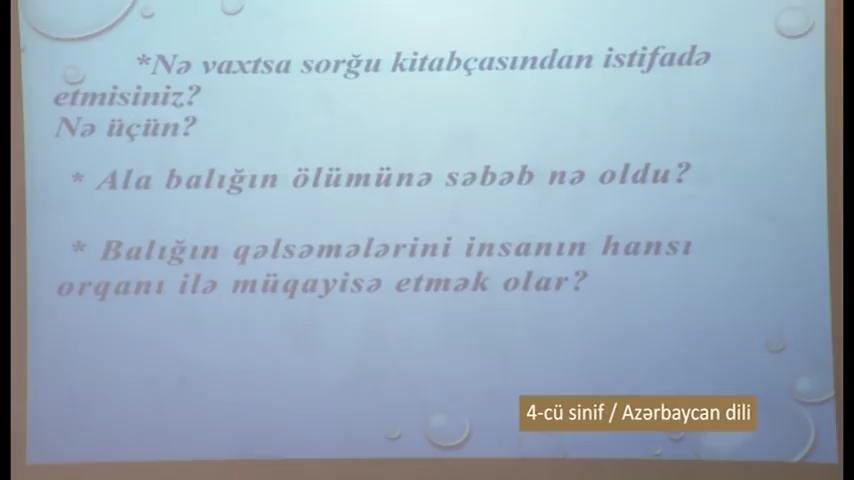 *Nə vaxtsa sorğu kitabçasından istifadə
etmisiniz?
Nə üçün?
* Ala balığın ölümünə səbəb nə oldu?
* Balığın qəlsəmələrini insanın hansı
orqanı ilə müqayisə etmək olar?
4-cü sinif / Azərbaycan dili